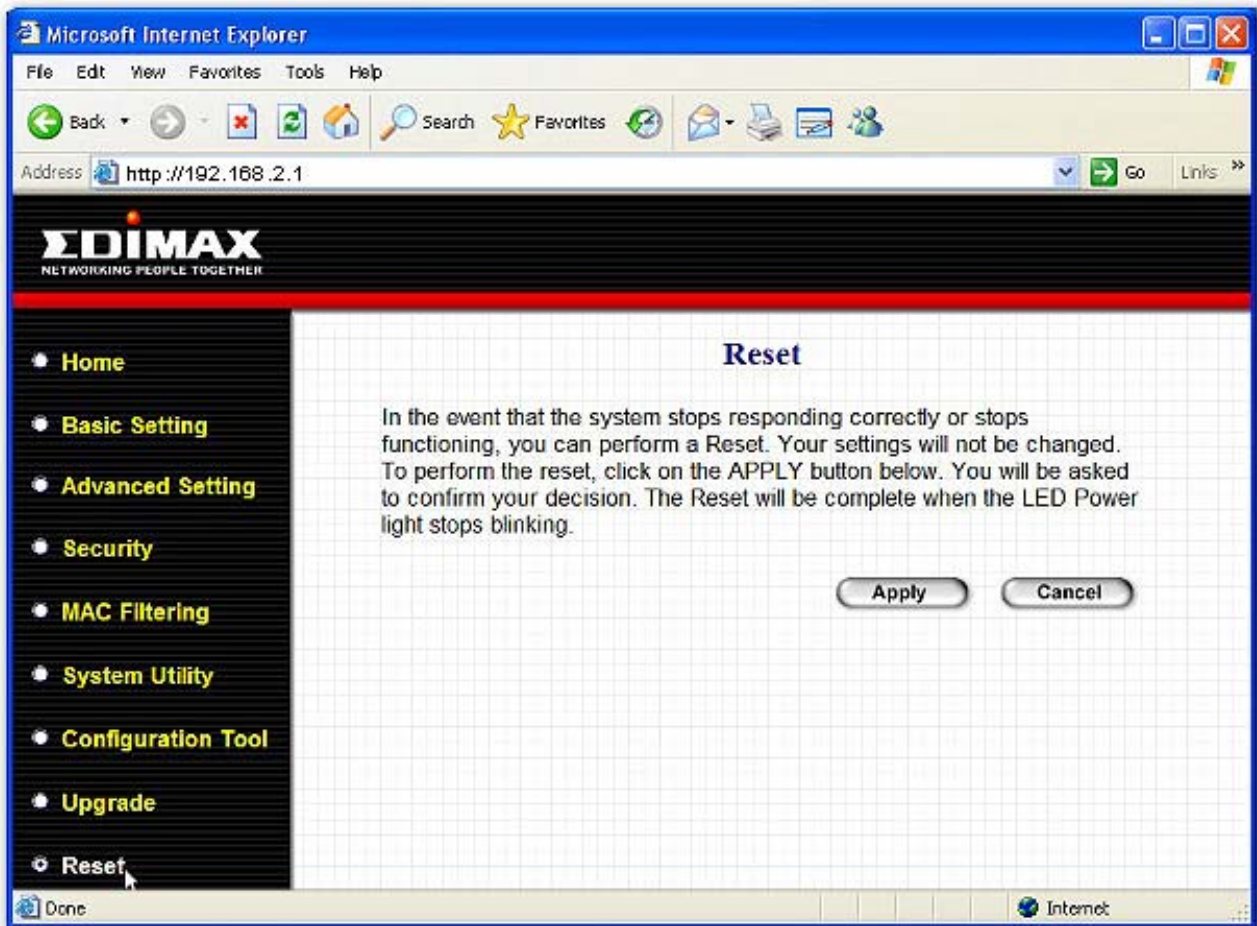 Microsoft Internet Explorer
File Edit View Favorites Tools Help
Back Search Favorites
Address http://192.168.2.1 Go Links »
EDIMAX
NETWORKING PEOPLE TOGETHER
Home
Basic Setting
Advanced Setting
Security
MAC Filtering
System Utility
Configuration Tool
Upgrade
Reset
Reset
In the event that the system stops responding correctly or stops
functioning, you can perform a Reset. Your settings will not be changed.
To perform the reset, click on the APPLY button below. You will be asked
to confirm your decision. The Reset will be complete when the LED Power
light stops blinking.
Apply Cancel
Done Internet